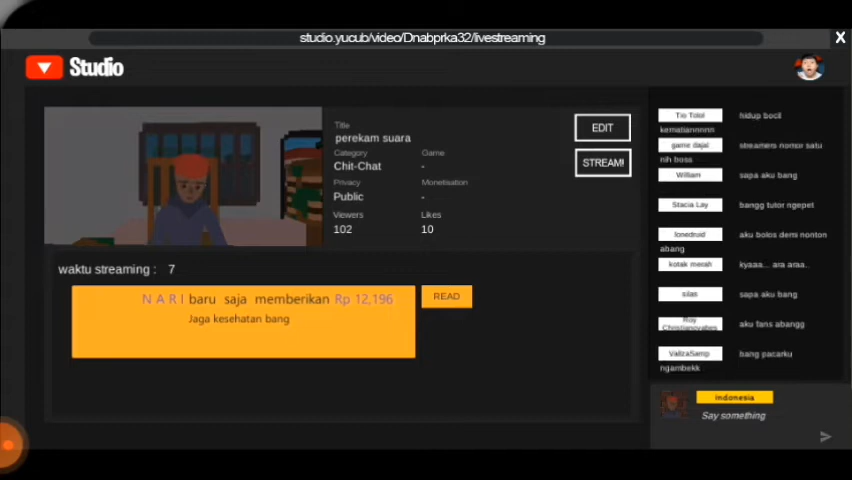 studio.yucub/video/Dnabprka32/livestreaming
X
Studio
Title
perekam suara
Category
Game
Chit-Chat
-
Privacy
Monetisation
Public
-
Viewers
Likes
102
10
EDIT
STREAM!
waktu streaming : 7
N A R I baru saja memberikan Rp 12,196
Jaga kesehatan bang
READ
Tio Tolol hidup bocil
kematiannnnn
game dajal streamers nomor satu
nih boss
William sapa aku bang
Stacia Lay bangg tutor ngepet
lonedruid aku bolos demi nonton
abang
kotak merah kyaaa... ara araa..
silas sapa aku bang
Roy
aku fans abangg
bang pacarku
ngambekk
Indonesia
Say something